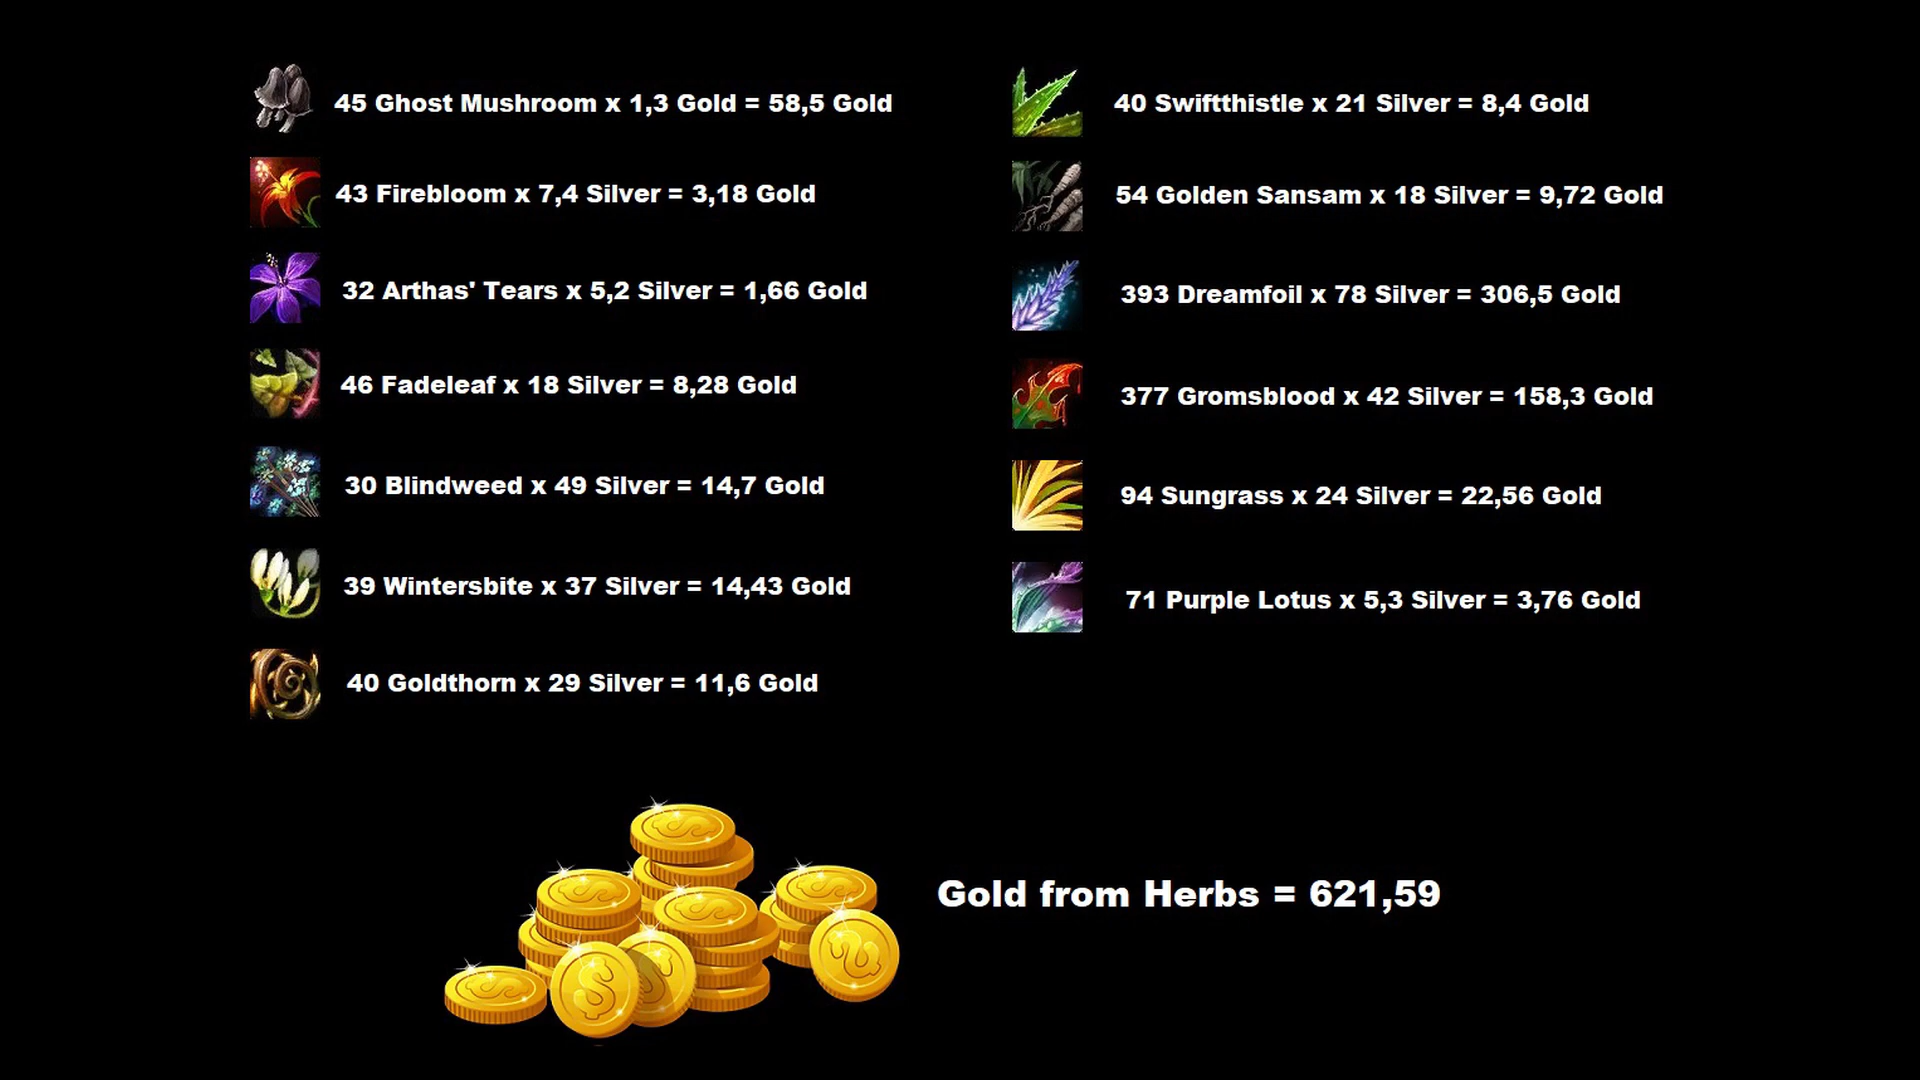 45 Ghost Mushroom x 1,3 Gold = 58,5 Gold
43 Firebloom x 7,4 Silver = 3,18 Gold
32 Arthas' Tears x 5,2 Silver = 1,66 Gold
46 Fadeleaf x 18 Silver = 8,28 Gold
30 Blindweed x 49 Silver = 14,7 Gold
39 Wintersbite x 37 Silver = 14,43 Gold
40 Goldthorn x 29 Silver = 11,6 Gold
40 Swiftthistle x 21 Silver = 8,4 Gold
54 Golden Sansam x 18 Silver = 9,72 Gold
393 Dreamfoil x 78 Silver = 306,5 Gold
377 Gromsblood x 42 Silver = 158,3 Gold
94 Sungrass x 24 Silver = 22,56 Gold
71 Purple Lotus x 5,3 Silver = 3,76 Gold
Gold from Herbs = 621,59